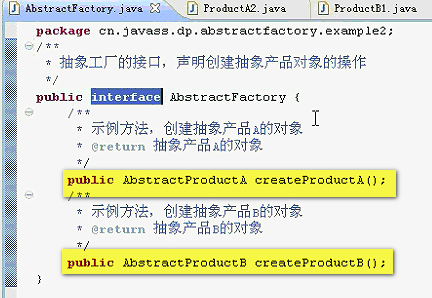 AbstractFactory.java ProductA2.java ProductB1.java
package cn.javass.dp.abstractfactory.example2;
/**
* 抽象工厂的接口，声明创建抽象产品对象的操作
*/
public interface AbstractFactory {
/**
* 示例方法，创建抽象产品A的对象
* @return 抽象产品A的对象
*/
public AbstractProductA createProductA();
/**
* 示例方法，创建抽象产品B的对象
* @return 抽象产品B的对象
*/
public AbstractProductB createProductB();
}